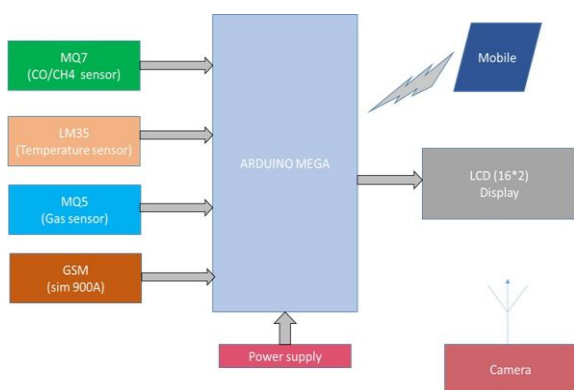 MQ7
(CO/CH4 sensor)
LM35
(Temperature sensor)
MQ5
(Gas sensor)
GSM
(sim 900A)
ARDUINO MEGA
Power supply
Mobile
LCD (16*2)
Display
Camera